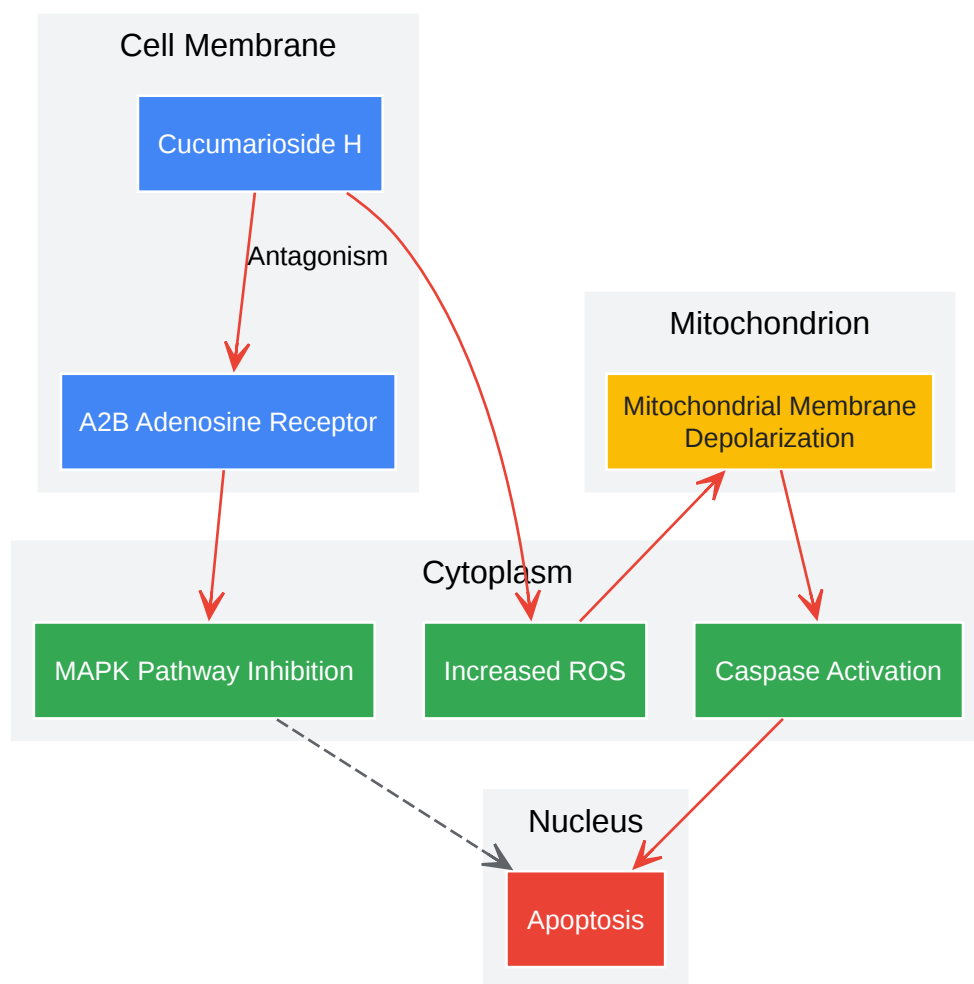 Cell Membrane
Cucumarioside H
Antagonism
A2B Adenosine Receptor
Mitochondrion
Mitochondrial Membrane
Depolarization
Cytoplasm
MAPK Pathway Inhibition
Increased ROS
Caspase Activation
Nucleus
Apoptosis